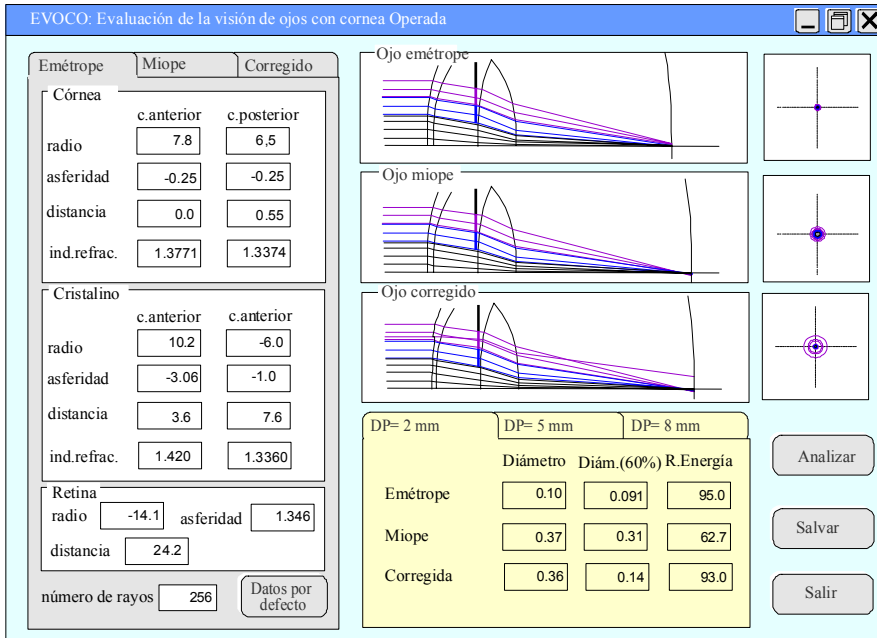 EVOCO: Evaluación de la visión de ojos con cornea Operada
Emétrope Miope Corregido
Córnea
c.anterior c.posterior
radio 7.8 6,5
asferidad -0.25 -0.25
distancia 0.0 0.55
ind.refrac. 1.3771 1.3374
Cristalino
c.anterior c.anterior
radio 10.2 -6.0
asferidad -3.06 -1.0
distancia 3.6 7.6
ind.refrac. 1.420 1.3360
Retina
radio -14.1 asferidad 1.346
distancia 24.2
número de rayos 256 Datos por
defecto
Ojo emétrope
Ojo miope
Ojo corregido
DP= 2 mm DP= 5 mm DP= 8 mm
Diámetro Diám.(60%) R.Energía
Emétrope 0.10 0.091 95.0
Miope 0.37 0.31 62.7
Corregida 0.36 0.14 93.0
Analizar
Salvar
Salir